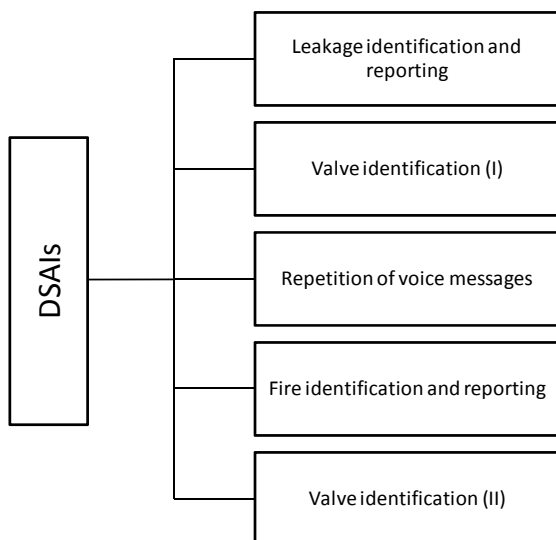 DSAIs
Leakage identification and
reporting
Valve identification (I)
Repetition of voice messages
Fire identification and reporting
Valve identification (II)